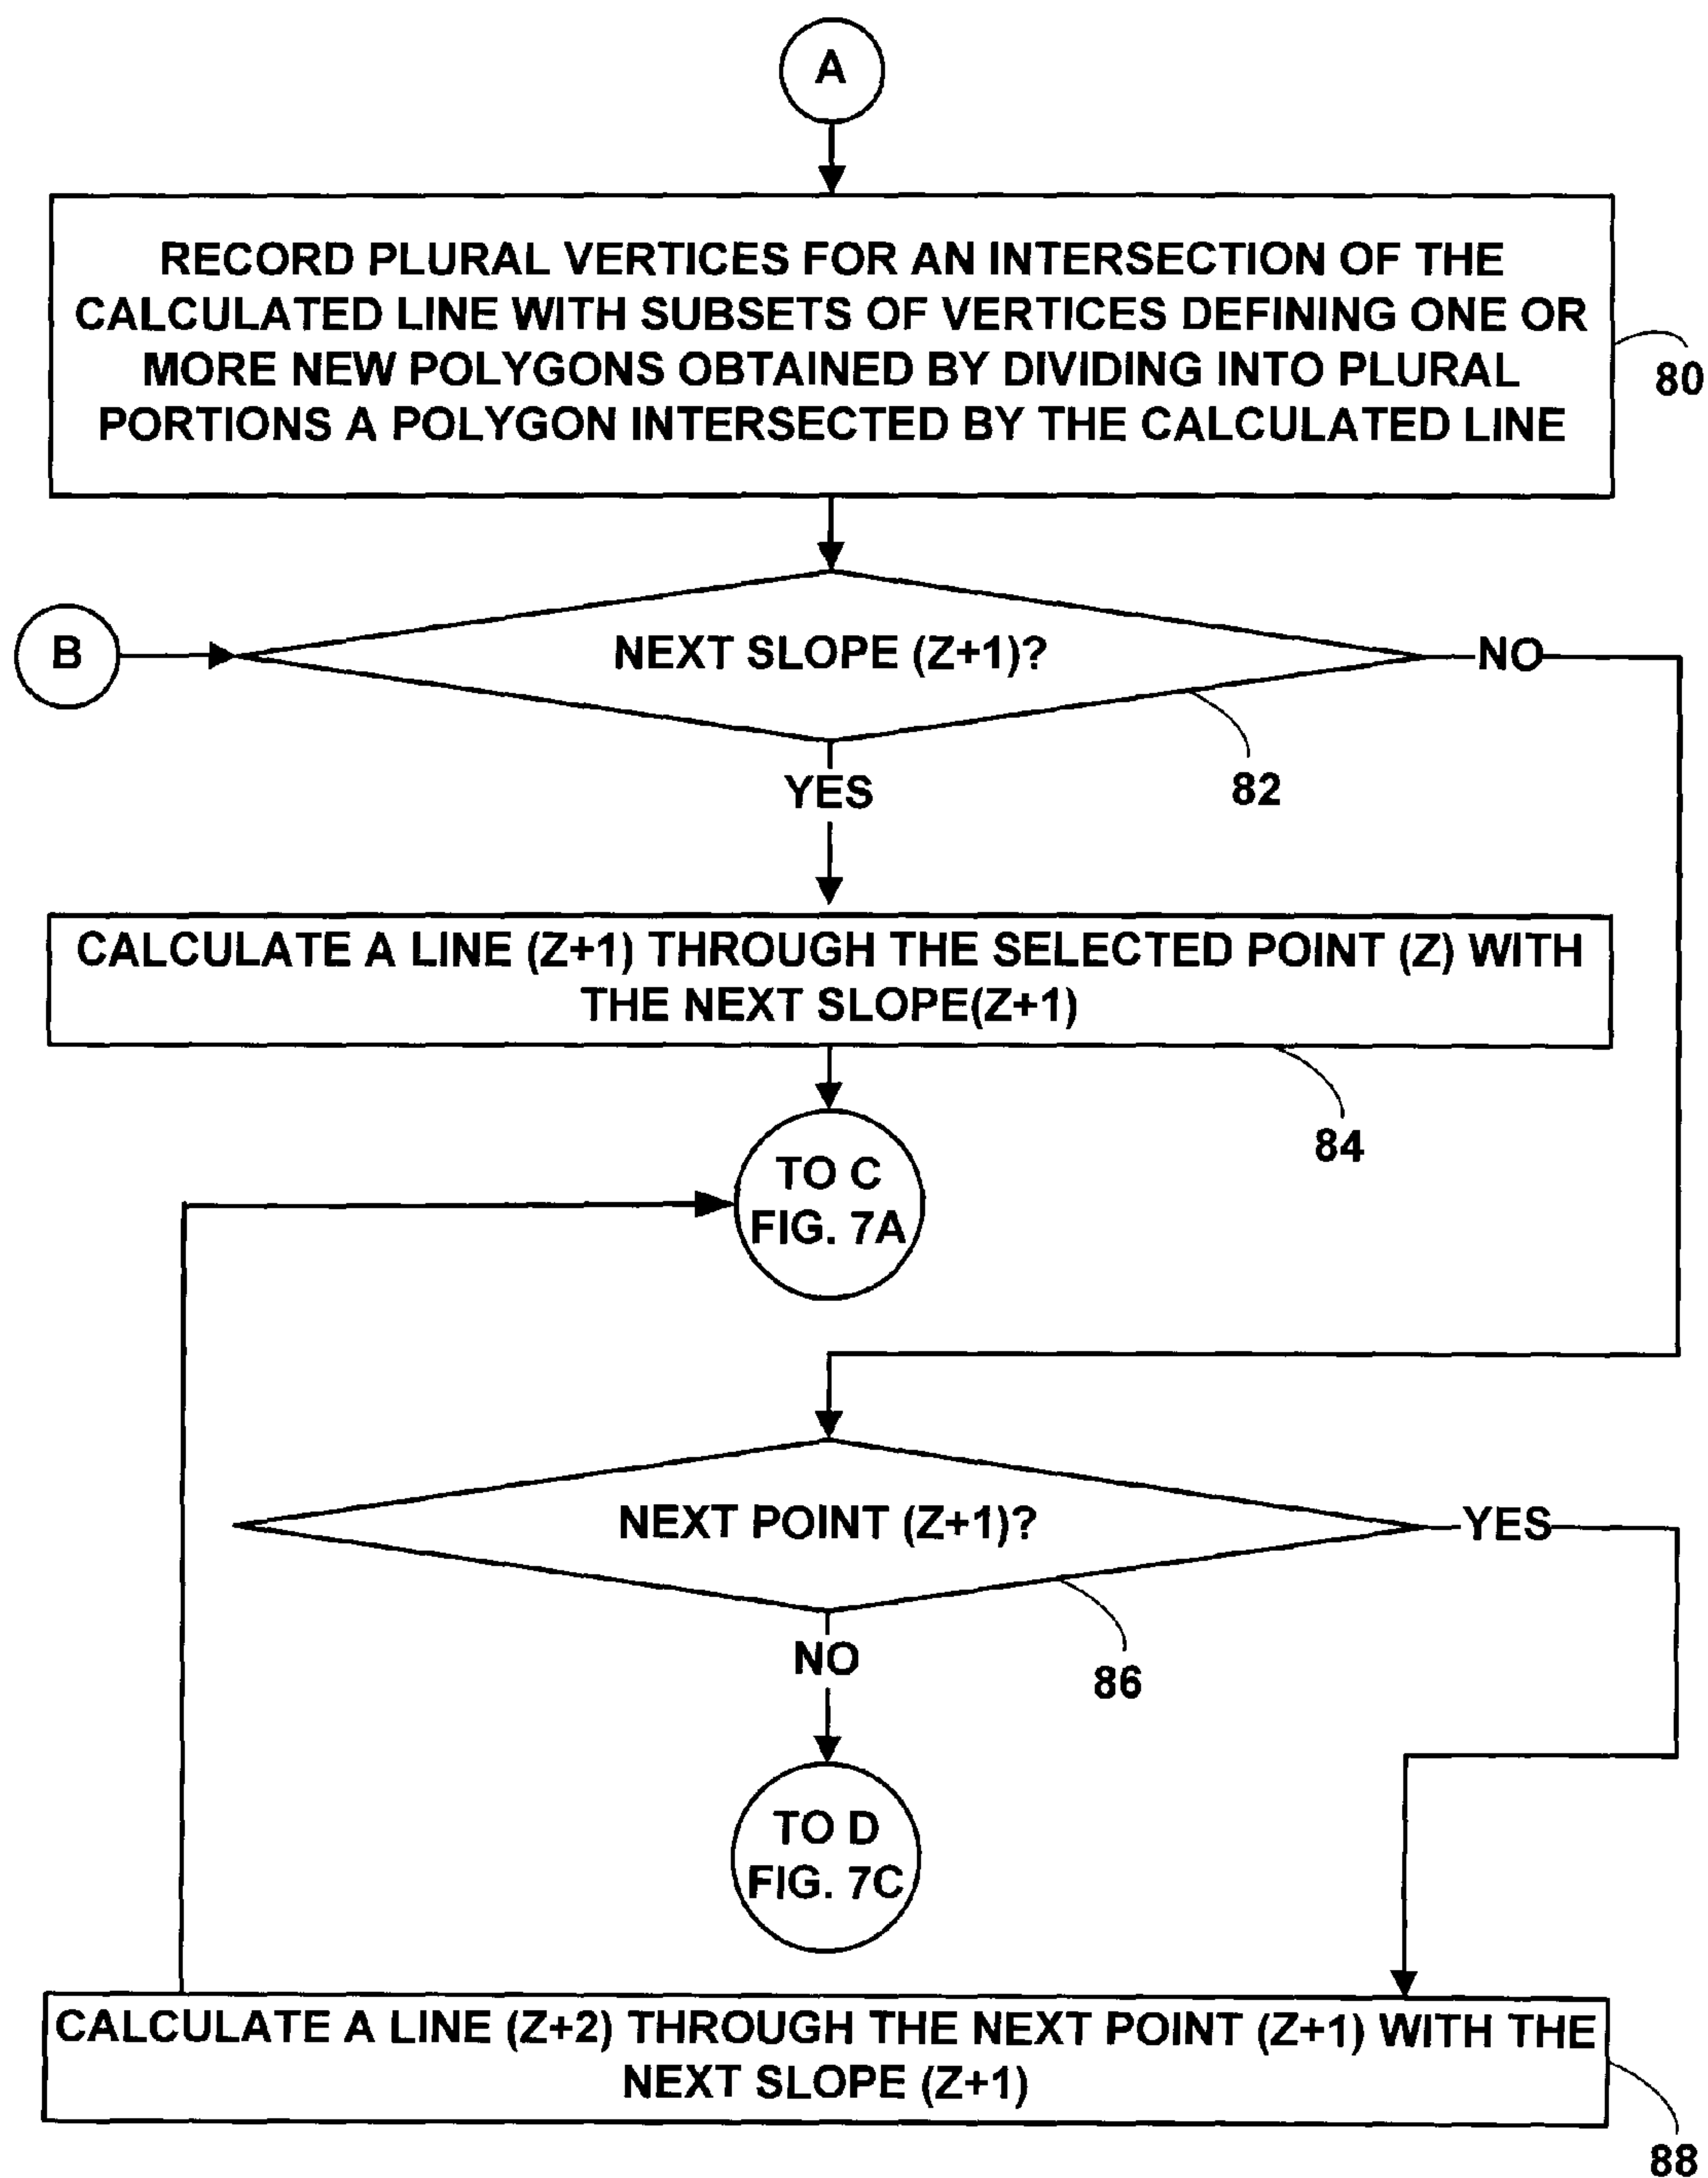 A
RECORD PLURAL VERTICES FOR AN INTERSECTION OF THE
CALCULATED LINE WITH SUBSETS OF VERTICES DEFINING ONE OR
MORE NEW POLYGONS OBTAINED BY DIVIDING INTO PLURAL
PORTIONS A POLYGON INTERSECTED BY THE CALCULATED LINE
80
B
NEXT SLOPE (Z+1)?
NO
82
YES
CALCULATE A LINE (Z+1) THROUGH THE SELECTED POINT (Z) WITH
THE NEXT SLOPE(Z+1)
84
TO C
FIG. 7A
NEXT POINT (Z+1)?
YES
86
NO
TO D
FIG. 7C
CALCULATE A LINE (Z+2) THROUGH THE NEXT POINT (Z+1) WITH THE
NEXT SLOPE (Z+1)
88